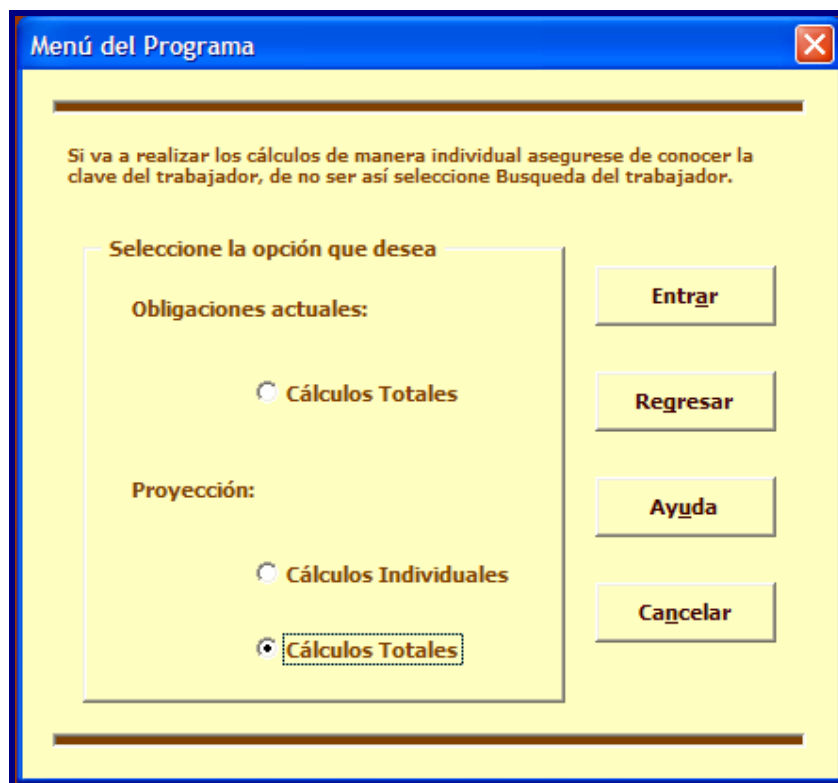 Menú del Programa
Si va a realizar los cálculos de manera individual asegurese de conocer la
clave del trabajador, de no ser así seleccione Busqueda del trabajador.
Seleccione la opción que desea
Obligaciones actuales:
Cálculos Totales
Proyección:
Cálculos Individuales
Cálculos Totales
Entrar
Regresar
Ayuda
Cancelar